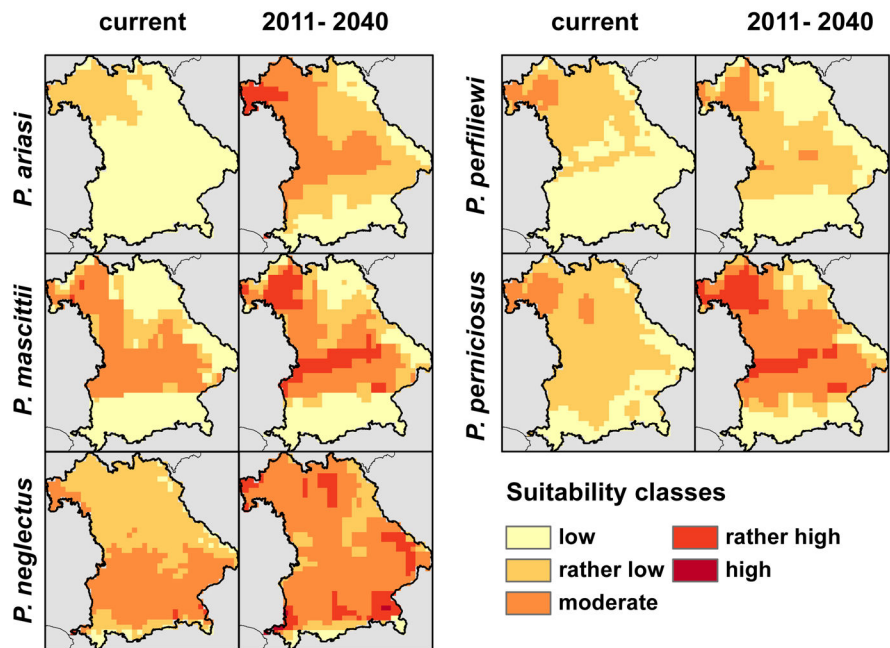 current 2011- 2040
current 2011- 2040
P. ariasi
P. perfiliewi
P. mascittii
P. perniciosus
P. neglectus
Suitability classes
low
rather high
rather low
high
moderate